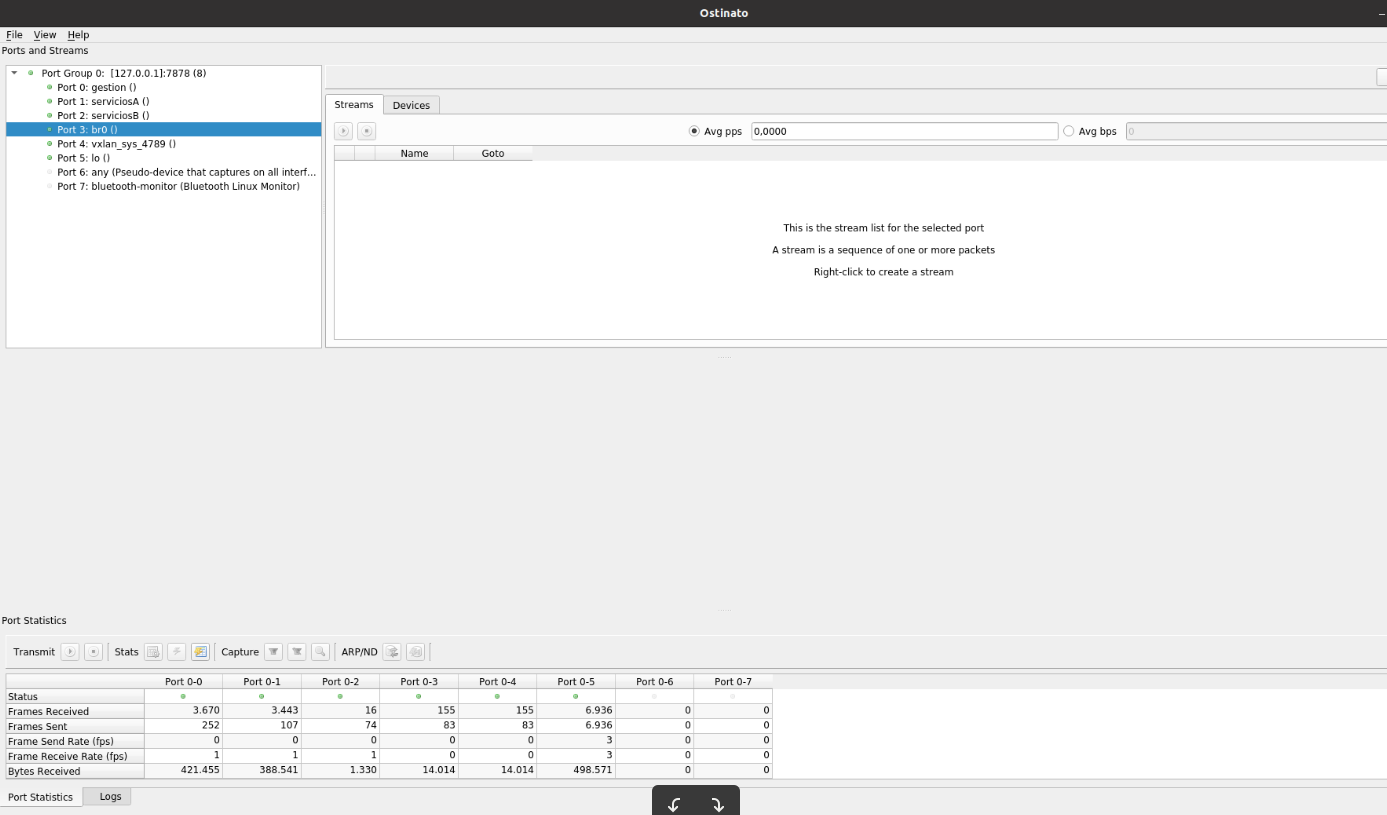 Ostinato
File View Help
Ports and Streams
Port Group 0: [127.0.0.1]:7878 (8)
Port 0: gestion ()
Port 1: serviciosA ()
Port 2: serviciosB ()
Port 3: br0 ()
Port 4: vxlan_sys_4789 ()
Port 5: lo ()
Port 6: any (Pseudo-device that captures on all interf...
Port 7: bluetooth-monitor (Bluetooth Linux Monitor)
Streams Devices
Avg pps 0,0000 Avg bps 0
Name Goto
This is the stream list for the selected port
A stream is a sequence of one or more packets
Right-click to create a stream
Port Statistics
Transmit Stats Capture ARP/ND
Port 0-0 Port 0-1 Port 0-2 Port 0-3 Port 0-4 Port 0-5 Port 0-6 Port 0-7
Status
Frames Received 3.670 3.443 16 155 155 6.936 0 0
Frames Sent 252 107 74 83 83 6.936 0 0
Frame Send Rate (fps) 0 0 0 0 0 3 0 0
Frame Receive Rate (fps) 1 1 1 0 0 3 0 0
Bytes Received 421.455 388.541 1.330 14.014 14.014 498.571 0 0
Port Statistics Logs